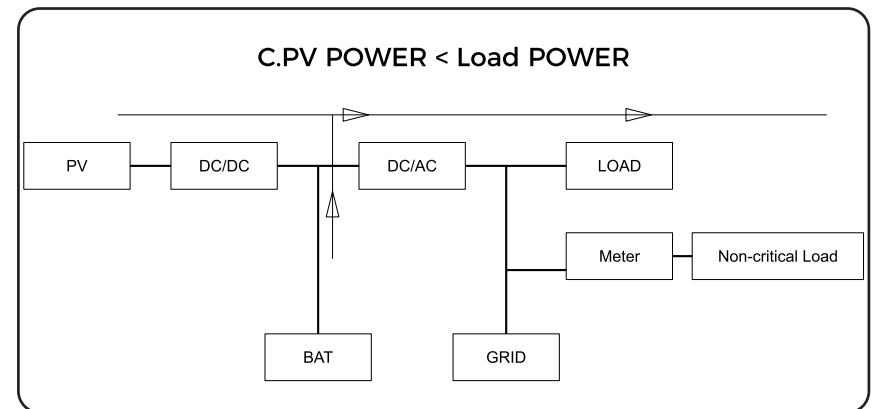 C.PV POWER < Load POWER
PV
DC/DC
DC/AC
LOAD
Meter
Non-critical Load
BAT
GRID